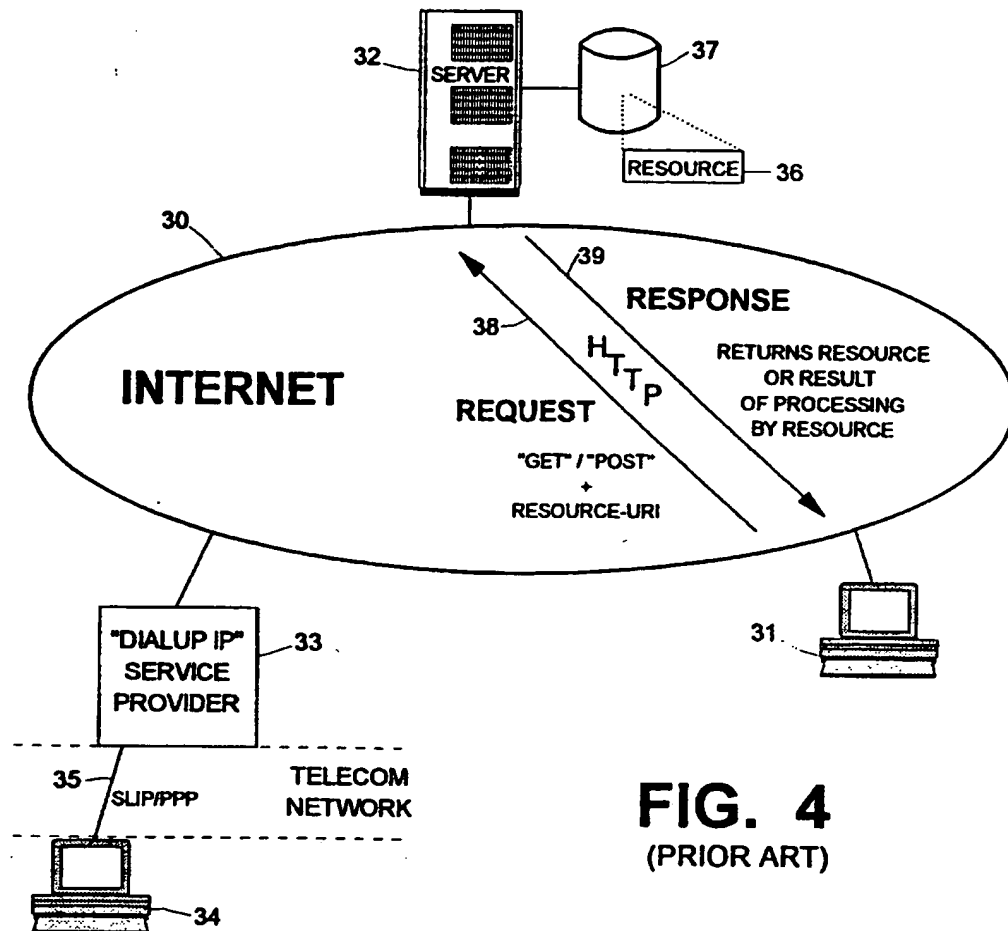 32
SERVER
37
RESOURCE
36
30
39
RESPONSE
38
HTTP
RETURNS RESOURCE
OR RESULT
OF PROCESSING
BY RESOURCE
INTERNET
REQUEST
"GET" / "POST"
+
RESOURCE-URI
31
"DIALUP IP"
SERVICE
PROVIDER
33
35
SLIP/PPP
TELECOM
NETWORK
34
FIG. 4
(PRIOR ART)